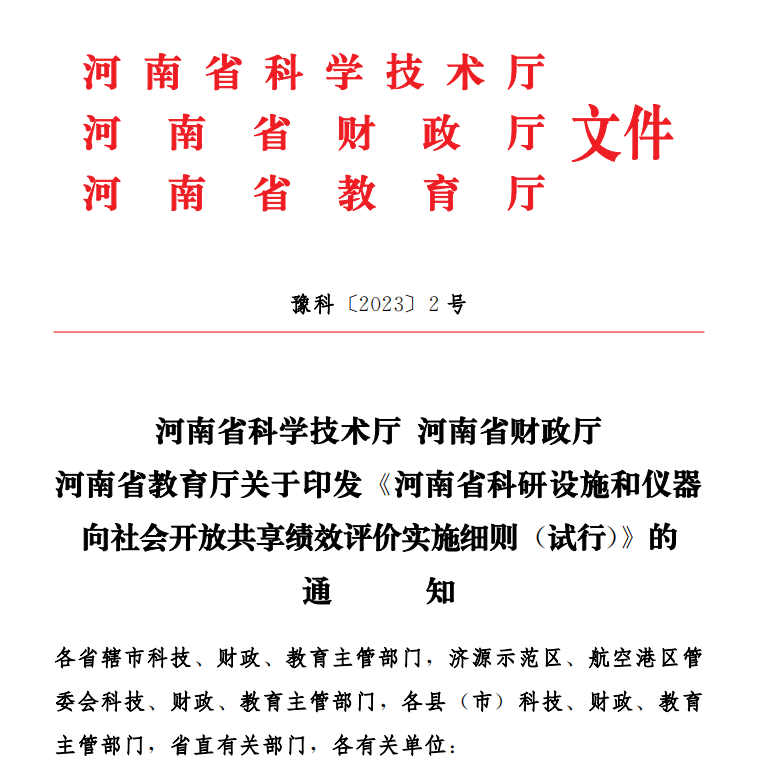 河南省科学技术厅
河南省财政厅 文件
河南省教育厅
豫科〔2023〕2号
河南省科学技术厅 河南省财政厅
河南省教育厅关于印发《河南省科研设施和仪器
向社会开放共享绩效评价实施细则（试行）》的
通 知
各省辖市科技、财政、教育主管部门，济源示范区、航空港区管
委会科技、财政、教育主管部门，各县（市）科技、财政、教育
主管部门，省直有关部门，各有关单位：